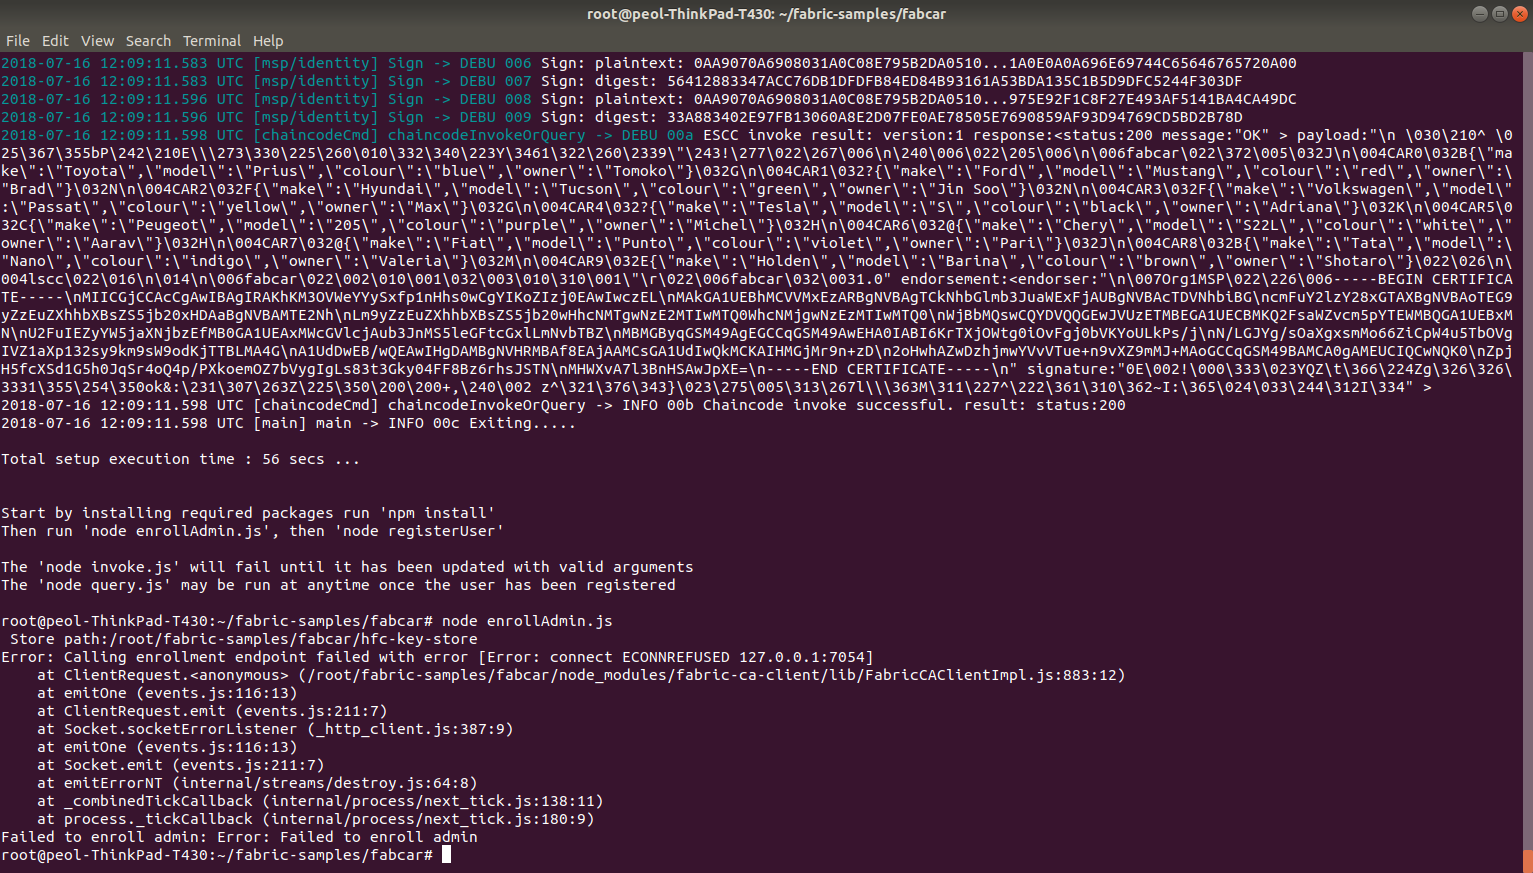 root@peol-ThinkPad-T430: ~/fabric-samples/fabcar
File Edit View Search Terminal Help
2018-07-16 12:09:11.583 UTC [msp/identity] Sign -> DEBU 006 Sign: plaintext: 0AA9070A6908031A0C08E795B2DA0510...1A0E0A0A696E69744C65646765720A00
2018-07-16 12:09:11.583 UTC [msp/identity] Sign -> DEBU 007 Sign: digest: 56412883347ACC76DB1DFDFB84ED84B93161A53BDA135C1B5D9DFC5244F303DF
2018-07-16 12:09:11.596 UTC [msp/identity] Sign -> DEBU 008 Sign: plaintext: 0AA9070A6908031A0C08E795B2DA0510...975E92F1C8F27E493AF5141BA4CA49DC
2018-07-16 12:09:11.596 UTC [msp/identity] Sign -> DEBU 009 Sign: digest: 33A883402E97FB13060A8E2D07FE0AE78505E7690859AF93D94769CD5BD2B78D
2018-07-16 12:09:11.598 UTC [chaincodeCmd] chaincodeInvokeOrQuery -> DEBU 00a ESCC invoke result: version:1 response:<status:200 message:"OK" > payload:"\n \030\210^ \0
25\367\355bP\242\210E\\\273\330\225\260\010\332\340\223Y\3461\322\260\2339\"\243!\277\022\267\006\n\240\006\022\205\006\n\006fabcar\022\372\005\032J\n\004CAR0\032B{\"ma
ke\":\"Toyota\",\"model\":\"Prius\",\"colour\":\"blue\",\"owner\":\"Tomoko\"}\032G\n\004CAR1\032?{\"make\":\"Ford\",\"model\":\"Mustang\",\"colour\":\"red\",\"owner\":\
"Brad\"}\032N\n\004CAR2\032F{\"make\":\"Hyundai\",\"model\":\"Tucson\",\"colour\":\"green\",\"owner\":\"Jin Soo\"}\032N\n\004CAR3\032F{\"make\":\"Volkswagen\",\"model\"
:\"Passat\",\"colour\":\"yellow\",\"owner\":\"Max\"}\032G\n\004CAR4\032?{\"make\":\"Tesla\",\"model\":\"S\",\"colour\":\"black\",\"owner\":\"Adriana\"}\032K\n\004CAR5\0
32C{\"make\":\"Peugeot\",\"model\":\"205\",\"colour\":\"purple\",\"owner\":\"Michel\"}\032H\n\004CAR6\032@{\"make\":\"Chery\",\"model\":\"S22L\",\"colour\":\"white\",\"
owner\":\"Aarav\"}\032H\n\004CAR7\032@{\"make\":\"Fiat\",\"model\":\"Punto\",\"colour\":\"violet\",\"owner\":\"Pari\"}\032J\n\004CAR8\032B{\"make\":\"Tata\",\"model\":\
"Nano\",\"colour\":\"indigo\",\"owner\":\"Valeria\"}\032M\n\004CAR9\032E{\"make\":\"Holden\",\"model\":\"Barina\",\"colour\":\"brown\",\"owner\":\"Shotaro\"}\022\026\n\
004lscc\022\016\n\014\n\006fabcar\022\002\010\001\032\003\010\310\001\"\r\022\006fabcar\032\0031.0" endorsement:<endorser:"\n\007Org1MSP\022\226\006-----BEGIN CERTIFICA
TE-----\nMIICGjCCAcCgAwIBAgIRAKhKM3OVWeYYySxfp1nHhs0wCgYIKoZIzj0EAwIwczEL\nMAkGA1UEBhMCVVMxEzARBgNVBAgTCkNhbGlmb3JuaWExFjAUBgNVBAcTDVNhbiBG\ncmFuY2lzY28xGTAXBgNVBAoTEG9
yZzEuZXhhbXBsZS5jb20xHDAaBgNVBAMTE2Nh\nLm9yZzEuZXhhbXBsZS5jb20wHhcNMTgwNzE2MTIwMTQ0WhcNMjgwNzEzMTIwMTQ0\nWjBbMQswCQYDVQQGEwJVUzETMBEGA1UECBMKQ2FsaWZvcm5pYTEWMBQGA1UEBxM
N\nU2FuIEZyYW5jaXNjbzEfMB0GA1UEAxMWcGVlcjAub3JnMS5leGFtcGxlLmNvbTBZ\nMBMGByqGSM49AgEGCCqGSM49AwEHA0IABI6KrTXjOWtg0iOvFgj0bVKYoULkPs/j\nN/LGJYg/sOaXgxsmMo66ZiCpW4u5TbOVg
IVZ1aXp132sy9km9sW9odKjTTBLMA4G\nA1UdDwEB/wQEAwIHgDAMBgNVHRMBAf8EAjAAMCsGA1UdIwQkMCKAIHMGjMr9n+zD\n2oHwhAZwDzhjmwYVvVTue+n9vXZ9mMJ+MAoGCCqGSM49BAMCA0gAMEUCIQCwNQK0\nZpj
H5fcXSd1G5h0JqSr4oQ4p/PXkoemOZ7bVygIgLs83t3Gky04FF8Bz6rhsJSTN\nMHWXvA7l3BnHSAwJpXE=\n-----END CERTIFICATE-----\n" signature:"0E\002!\000\333\023YQZ\t\366\224Zg\326\326\
3331\355\254\350ok&:\231\307\263Z\225\350\200\200+,\240\002 z^\321\376\343}\023\275\005\313\267l\\\363M\311\227^\222\361\310\362~I:\365\024\033\244\312I\334" >
2018-07-16 12:09:11.598 UTC [chaincodeCmd] chaincodeInvokeOrQuery -> INFO 00b Chaincode invoke successful. result: status:200
2018-07-16 12:09:11.598 UTC [main] main -> INFO 00c Exiting.....
Total setup execution time : 56 secs ...
Start by installing required packages run 'npm install'
Then run 'node enrollAdmin.js', then 'node registerUser'
The 'node invoke.js' will fail until it has been updated with valid arguments
The 'node query.js' may be run at anytime once the user has been registered
root@peol-ThinkPad-T430:~/fabric-samples/fabcar# node enrollAdmin.js
Store path:/root/fabric-samples/fabcar/hfc-key-store
Error: Calling enrollment endpoint failed with error [Error: connect ECONNREFUSED 127.0.0.1:7054]
at ClientRequest.<anonymous> (/root/fabric-samples/fabcar/node_modules/fabric-ca-client/lib/FabricCAClientImpl.js:883:12)
at emitOne (events.js:116:13)
at ClientRequest.emit (events.js:211:7)
at Socket.socketErrorListener (_http_client.js:387:9)
at emitOne (events.js:116:13)
at Socket.emit (events.js:211:7)
at emitErrorNT (internal/streams/destroy.js:64:8)
at _combinedTickCallback (internal/process/next_tick.js:138:11)
at process._tickCallback (internal/process/next_tick.js:180:9)
Failed to enroll admin: Error: Failed to enroll admin
root@peol-ThinkPad-T430:~/fabric-samples/fabcar#